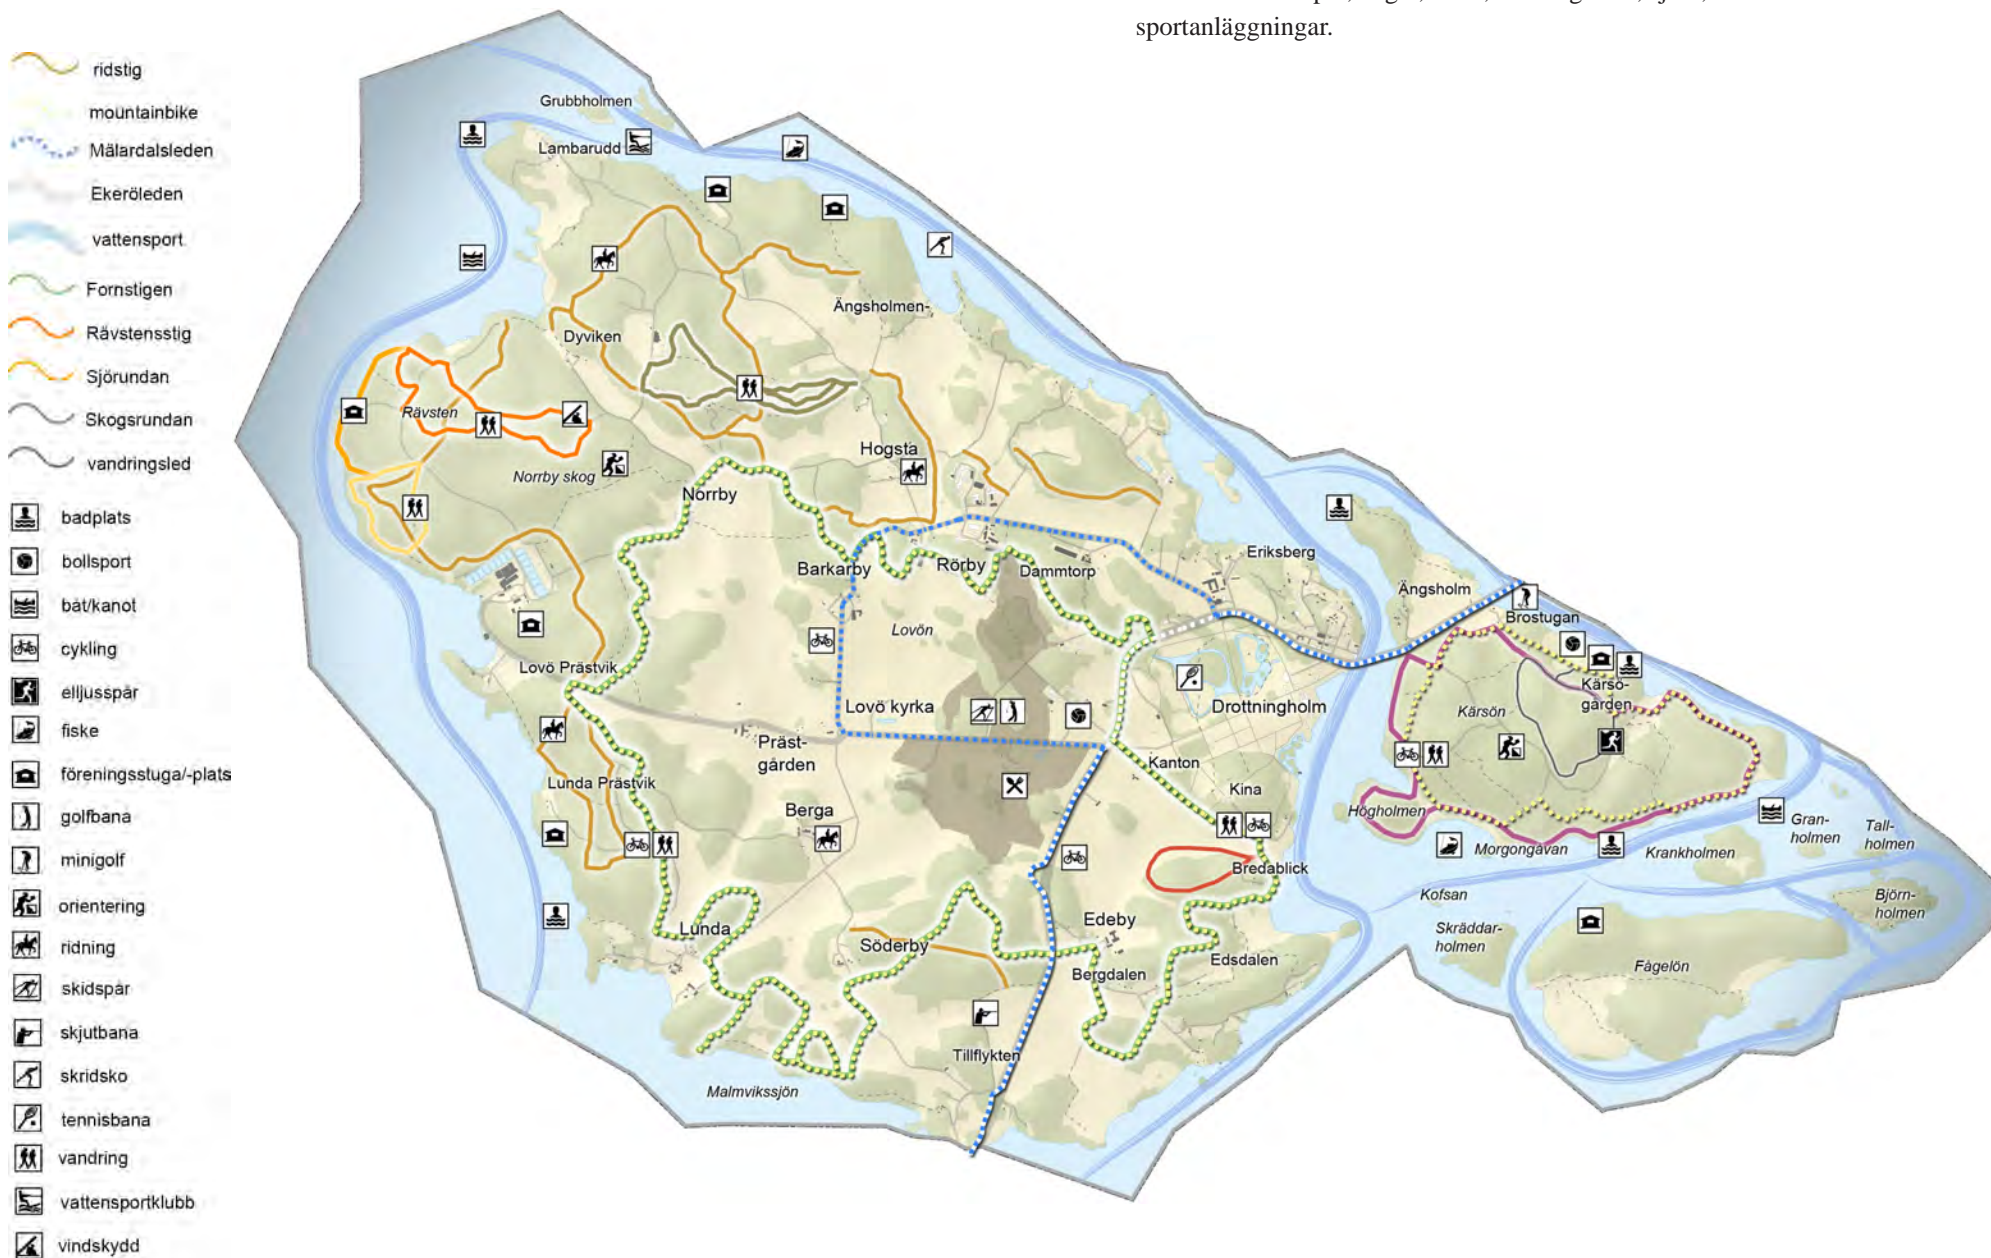 sportanläggningar.
ridstig
mountainbike
Mälardalsleden
Ekeröleden
vattensport
Fornstigen
Rävstensstig
Sjörundan
Skogsrundan
vandringsled
badplats
bollsport
båt/kanot
cykling
elljusspår
fiske
föreningsstuga/-plats
golfbana
minigolf
orientering
ridning
skidspår
skjutbana
skridsko
tennisbana
vandring
vattensportklubb
vindskydd
Grubbholmen
Lambarudd
Ängsholmen-
Dyviken
Rävsten
Hogsta
Norrby skog
Norrby
Barkarby
Rörby
Dammtorp
Eriksberg
Ängsholm
Brostugan
Lovön
Lovö Prästvik
Lovö kyrka
Drottningholm
Kärsö-
gården
Kärsön
Präst-
gården
Kanton
Kina
Lunda Prästvik
Berga
Högholmen
Gran-
holmen
Tall-
holmen
Morgongåvan
Krankholmen
Bredablick
Kofsan
Björn-
holmen
Lunda
Söderby
Edeby
Skräddar-
holmen
Edsdalen
Bergdalen
Fågelön
Tillflykten
Malmvikssjön